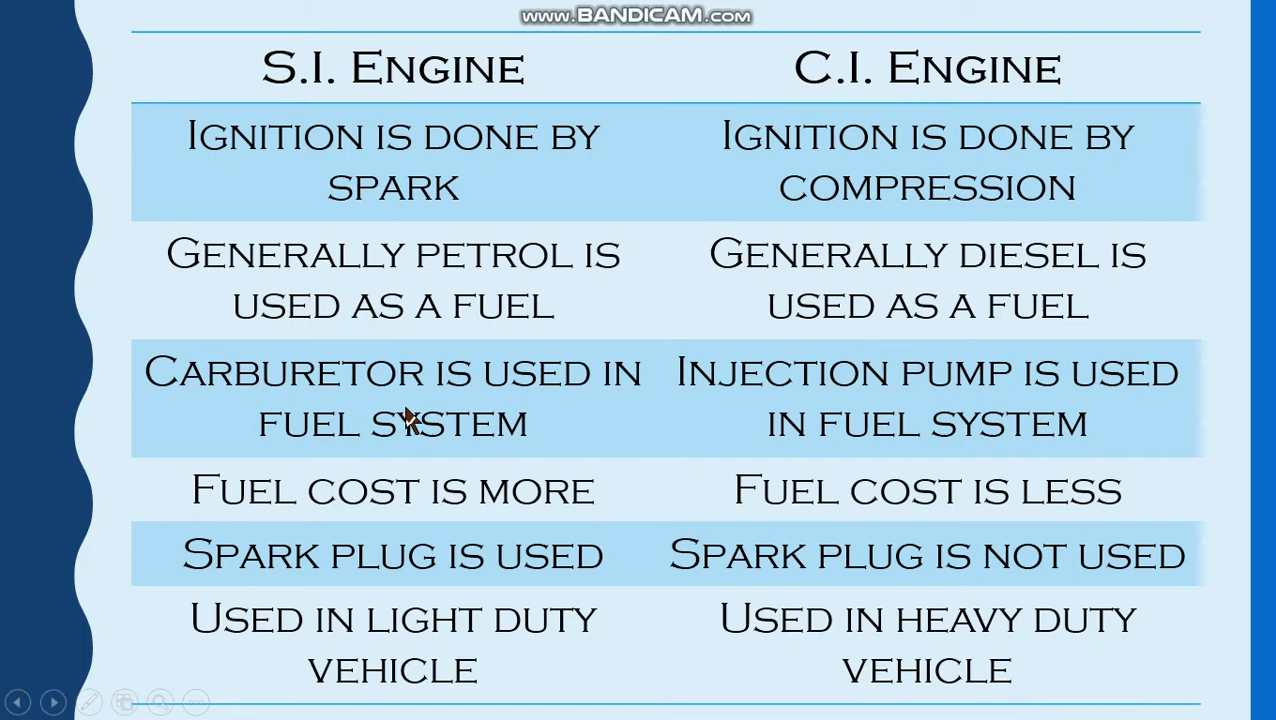 www.BANDICAM.com
S.I. Engine
C.I. Engine
Ignition is done by
spark
Ignition is done by
compression
Generally petrol is
used as a fuel
Generally diesel is
used as a fuel
Carburetor is used in
fuel system
Injection pump is used
in fuel system
Fuel cost is more
Fuel cost is less
Spark plug is used
Spark plug is not used
Used in light duty
vehicle
Used in heavy duty
vehicle